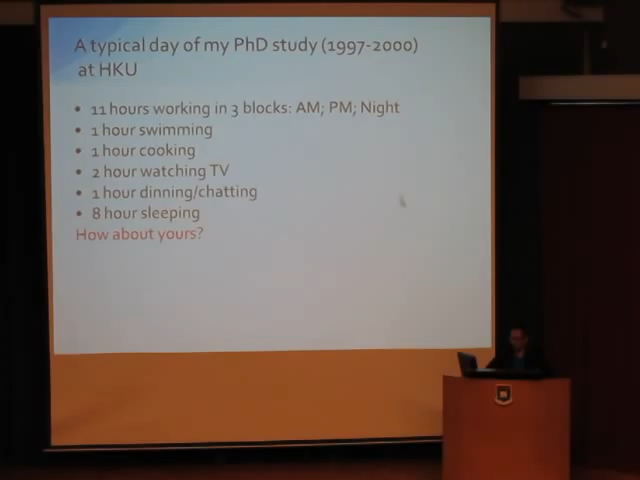 A typical day of my PhD study (1997-2000)
at HKU
• 11 hours working in 3 blocks: AM; PM; Night
• 1 hour swimming
• 1 hour cooking
• 2 hour watching TV
• 1 hour dinning/chatting
• 8 hour sleeping
How about yours?